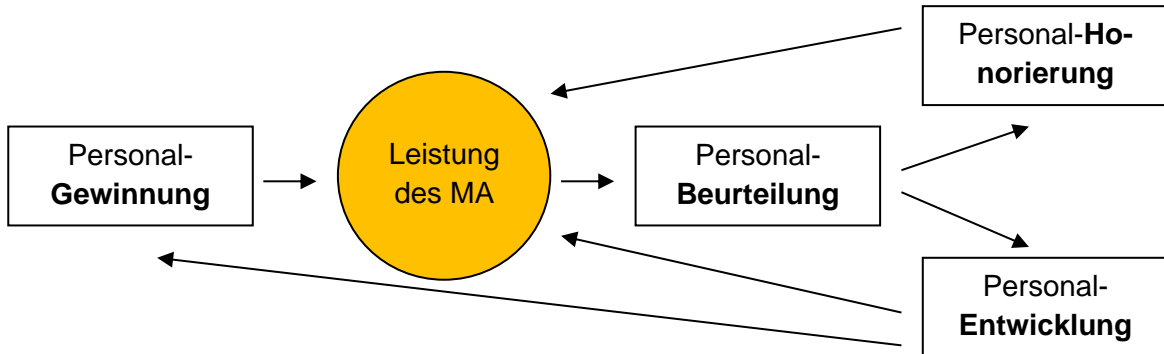 Personal-
Gewinnung
Leistung
des MA
Personal-
Beurteilung
Personal-Ho-
norierung
Personal-
Entwicklung